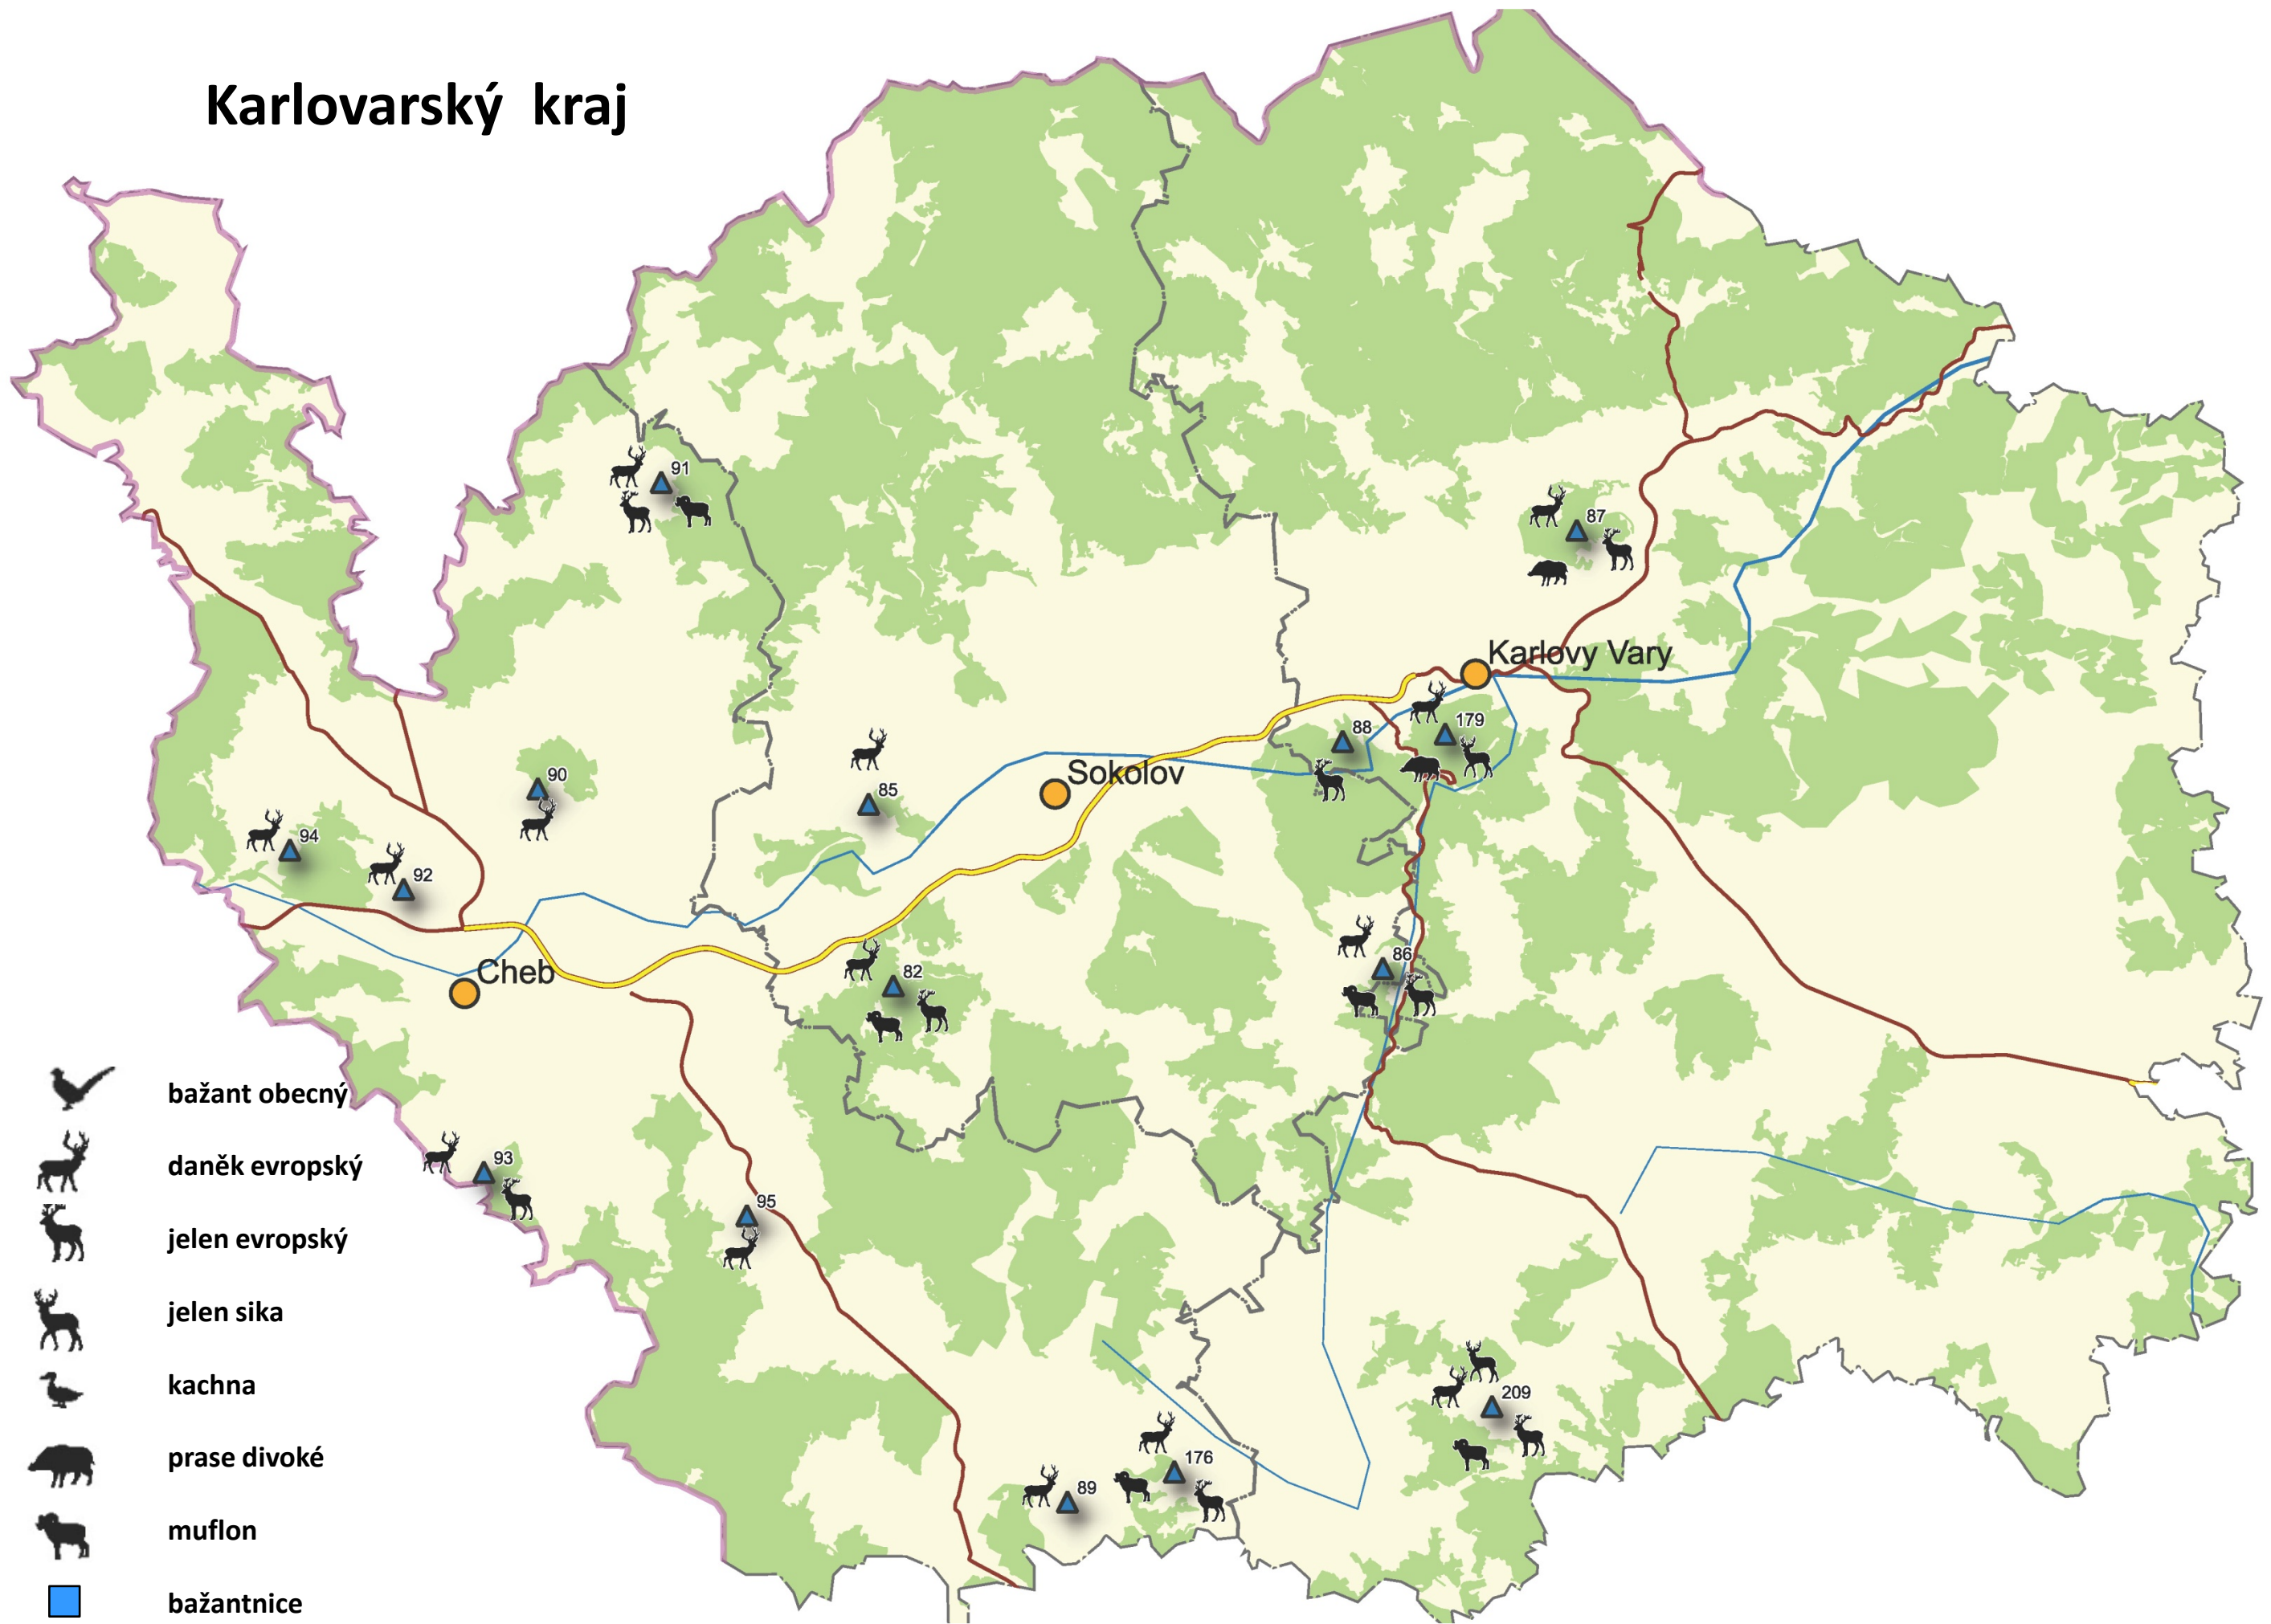 Karlovarský kraj
91
87
Karlovy Vary
179
88
90
Sokolov
85
94
92
86
Cheb
82
93
95
209
176
89
bažant obecný
daněk evropský
jelen evropský
jelen sika
kachna
prase divoké
muflon
bažantnice